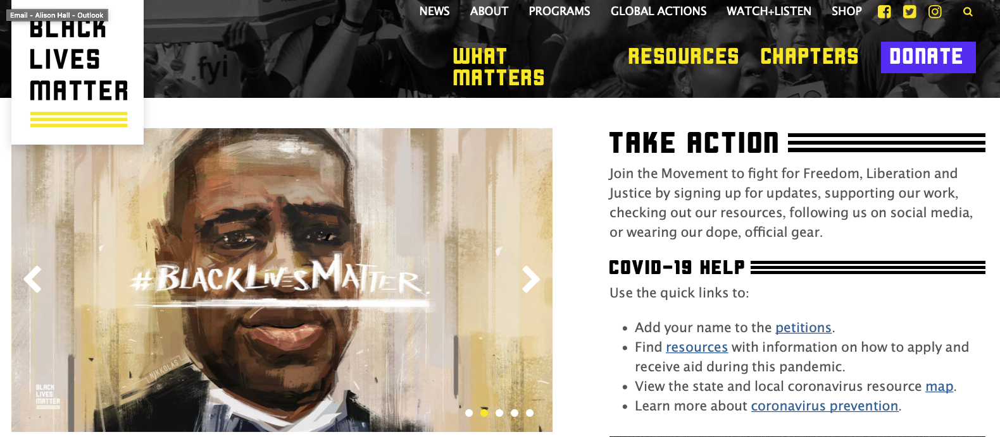 Email - Alison Hall - Outlook
NEWS ABOUT PROGRAMS GLOBAL ACTIONS WATCH+LISTEN SHOP
BLACK
LIVES
MATTER
WHAT
MATTERS
RESOURCES CHAPTERS DONATE
.fyi
#BLACKLIVESMATTER.
NIKKOLAS
BLACK
LIVES
MATTER
TAKE ACTION
Join the Movement to fight for Freedom, Liberation and
Justice by signing up for updates, supporting our work,
checking out our resources, following us on social media,
or wearing our dope, official gear.
COVID-19 HELP
Use the quick links to:
• Add your name to the petitions.
• Find resources with information on how to apply and
receive aid during this pandemic.
• View the state and local coronavirus resource map.
• Learn more about coronavirus prevention.